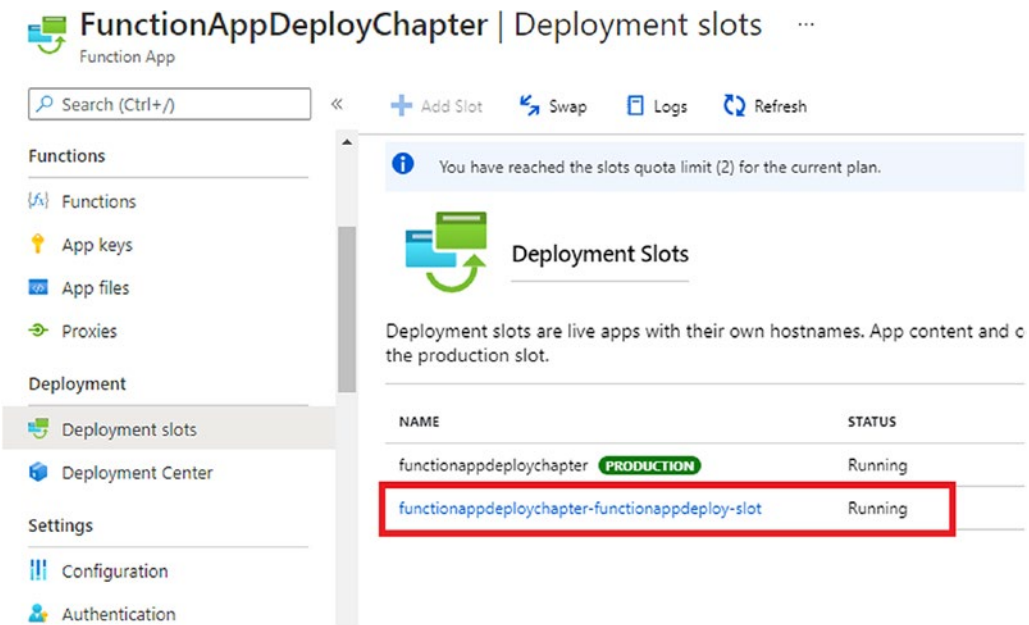 FunctionAppDeployChapter | Deployment slots ...
Function App
Search (Ctrl+/)
«
Add Slot
Swap
Logs
Refresh
Functions
Functions
App keys
App files
Proxies
Deployment
Deployment slots
Deployment Center
Settings
Configuration
Authentication
You have reached the slots quota limit (2) for the current plan.
Deployment Slots
Deployment slots are live apps with their own hostnames. App content and c
the production slot.
NAME STATUS
functionappdeploychapter PRODUCTION Running
functionappdeploychapter-functionappdeploy-slot Running